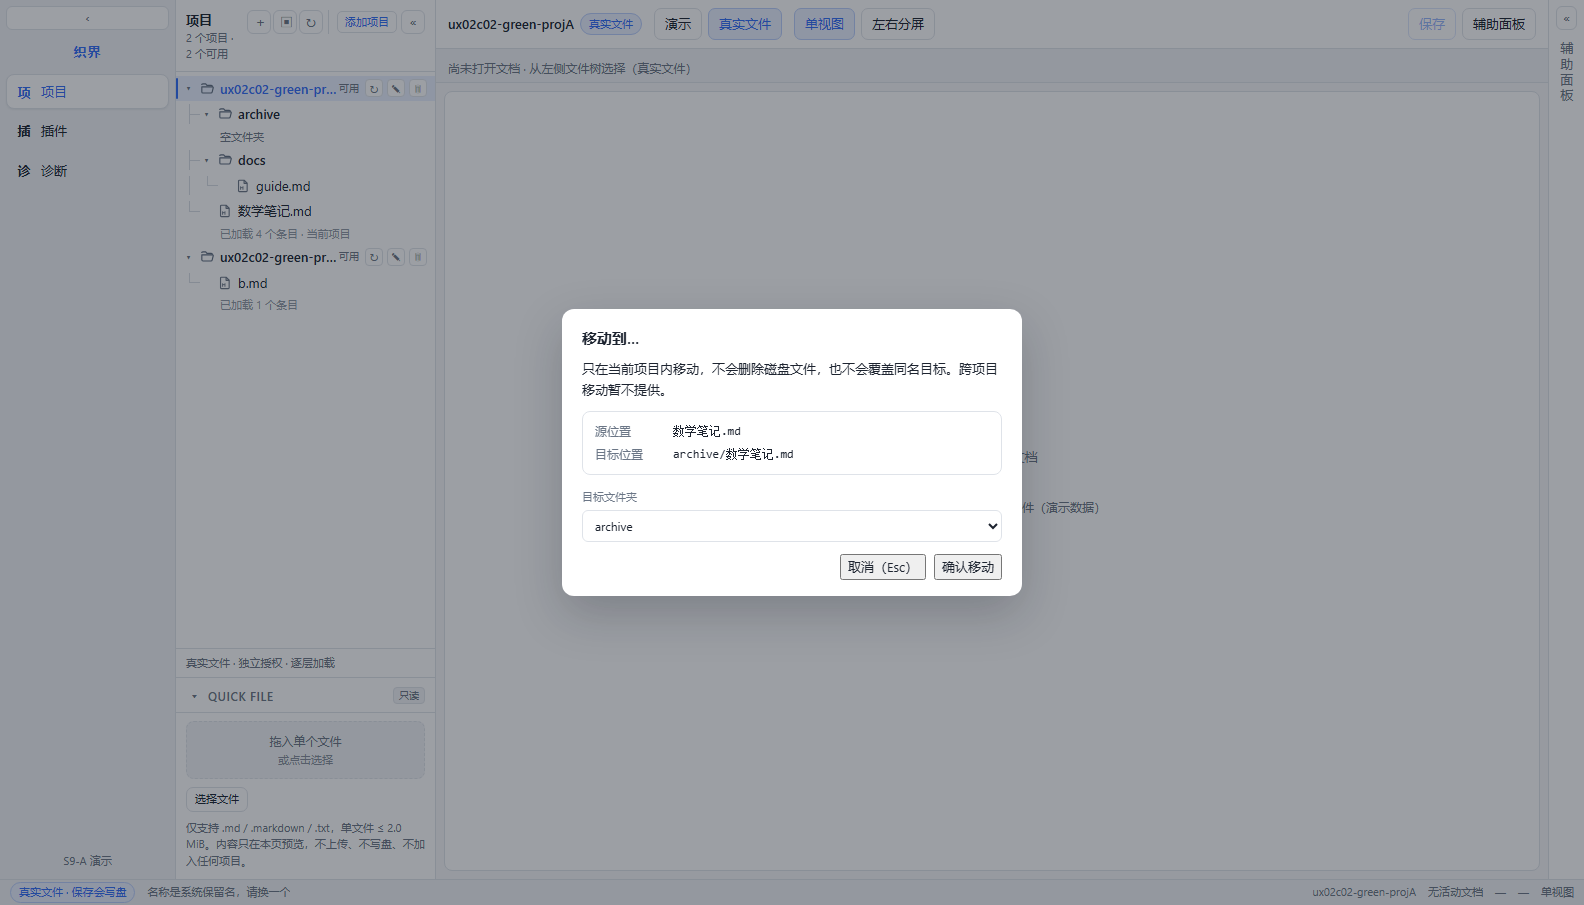 ‹
织界
项 项目
插 插件
诊 诊断
S9-A 演示
项目
2 个项目 ·
2 个可用
+
↻
添加项目
«
ux02c02-green-pr... 可用 ↻
archive
空文件夹
docs
guide.md
数学笔记.md
已加载 4 个条目 · 当前项目
ux02c02-green-pr... 可用 ↻
b.md
已加载 1 个条目
真实文件 · 独立授权 · 逐层加载
QUICK FILE 只读
拖入单个文件
或点击选择
选择文件
仅支持 .md / .markdown / .txt，单文件 ≤ 2.0
MiB。内容只在本页预览，不上传、不写盘、不加
入任何项目。
ux02c02-green-projA 真实文件 演示 真实文件 单视图 左右分屏 保存 辅助面板
尚未打开文档 · 从左侧文件树选择（真实文件）
文档
件（演示数据）
移动到...
只在当前项目内移动，不会删除磁盘文件，也不会覆盖同名目标。跨项目
移动暂不提供。
源位置 数学笔记.md
目标位置 archive/数学笔记.md
目标文件夹
archive
取消（Esc） 确认移动
«
辅助面板
真实文件 · 保存会写盘 名称是系统保留名，请换一个 ux02c02-green-projA 无活动文档 — — 单视图